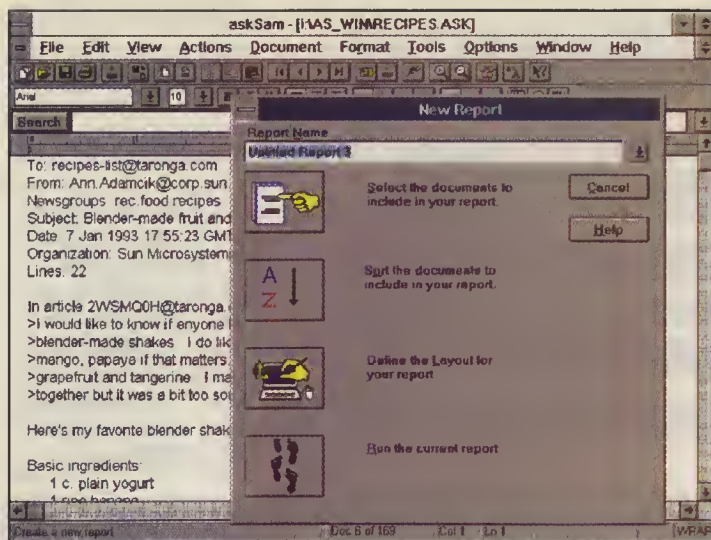 askSam - [I:\AS_WIN\RECIPES.ASK]
File Edit View Actions Document Format Tools Options Window Help
Arial 10
Search
New Report
Report Name
Untitled Report 3
Select the documents to
include in your report.
Cancel
Help
Sort the documents to
include in your report.
A
Z
Define the Layout for
your report
Run the current report
To: recipes-list@taronga.com
From: Ann.Adamcik@corp.sun
Newsgroups rec.food recipes
Subject: Blender-made fruit and
Date 7 Jan 1993 17 55:23 GMT
Organization: Sun Microsystem
Lines. 22
In article 2WSMQ0H@taronga.
>I would like to know if enyone
>blender-made shakes I do lik
>mango, papaya if that matters
>grapefruit and tangerine I ma
>together but it was a bit too so
Here's my favorite blender shak
Basic ingredients:
1 c. plain yogurt
1 ripe banana
Create a new report Doc 6 of 169 Col 1 Ln 1 WRAP